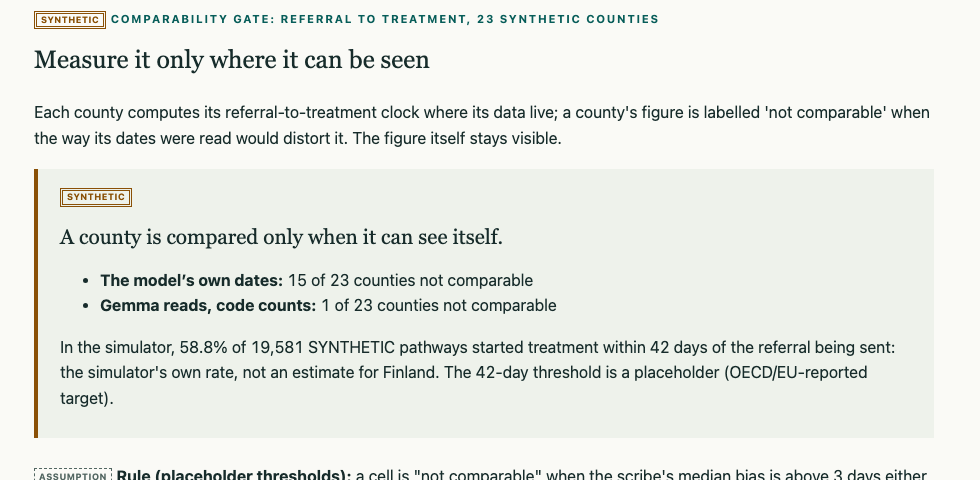 SYNTHETIC COMPARABILITY GATE: REFERRAL TO TREATMENT, 23 SYNTHETIC COUNTIES
Measure it only where it can be seen
Each county computes its referral-to-treatment clock where its data live; a county's figure is labelled 'not comparable' when
the way its dates were read would distort it. The figure itself stays visible.
SYNTHETIC
A county is compared only when it can see itself.
• The model’s own dates: 15 of 23 counties not comparable
• Gemma reads, code counts: 1 of 23 counties not comparable
In the simulator, 58.8% of 19,581 SYNTHETIC pathways started treatment within 42 days of the referral being sent:
the simulator's own rate, not an estimate for Finland. The 42-day threshold is a placeholder (OECD/EU-reported
target).
ASSUMPTION Rule (placeholder thresholds): a cell is "not comparable" when the scribe's median bias is above 3 days either